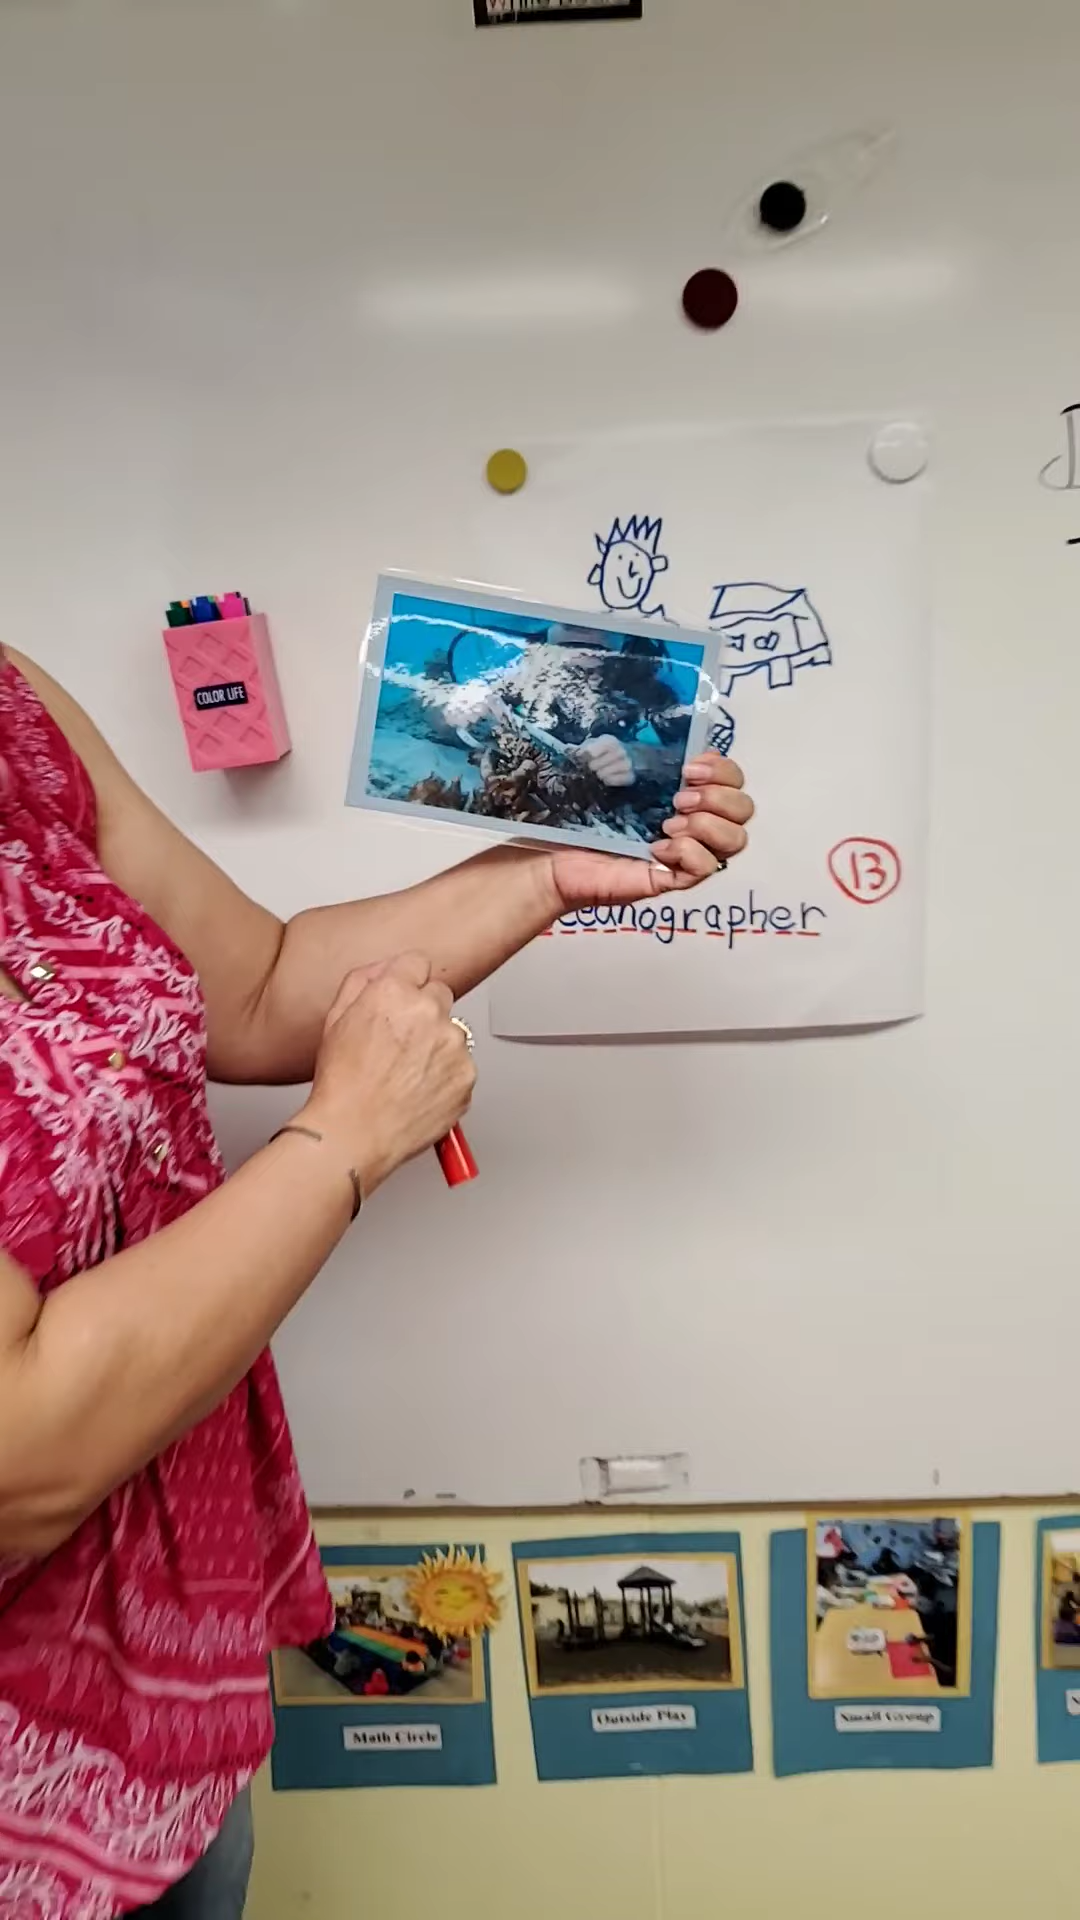 COLOR LIFE
13
ceanographer
Math Circle
Outside Play
Small Group